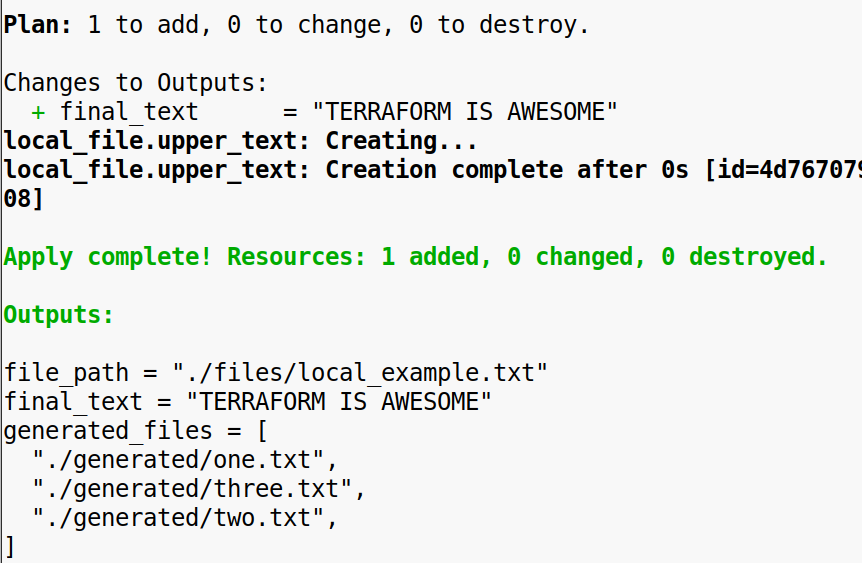 Plan: 1 to add, 0 to change, 0 to destroy.
Changes to Outputs:
  + final_text      = "TERRAFORM IS AWESOME"
local_file.upper_text: Creating...
local_file.upper_text: Creation complete after 0s [id=4d767079
08]
Apply complete! Resources: 1 added, 0 changed, 0 destroyed.
Outputs:
file_path = "./files/local_example.txt"
final_text = "TERRAFORM IS AWESOME"
generated_files = [
  "./generated/one.txt",
  "./generated/three.txt",
  "./generated/two.txt",
]